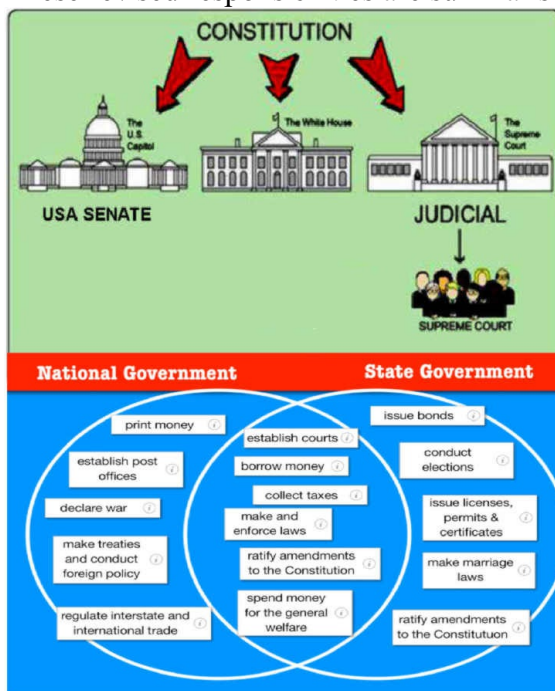 CONSTITUTION
The
U.S.
Capitol
The White House
The
Supreme
Court
USA SENATE
JUDICIAL
SUPREME COURT
National Government
State Government
print money
establish post
offices
declare war
make treaties
and conduct
foreign policy
regulate interstate and
international trade
establish courts
borrow money
collect taxes
make and
enforce laws
ratify amendments
to the Constitution
spend money
for the general
welfare
issue bonds
conduct
elections
issue licenses,
permits &
certificates
make marriage
laws
ratify amendments
to the Constitutuon